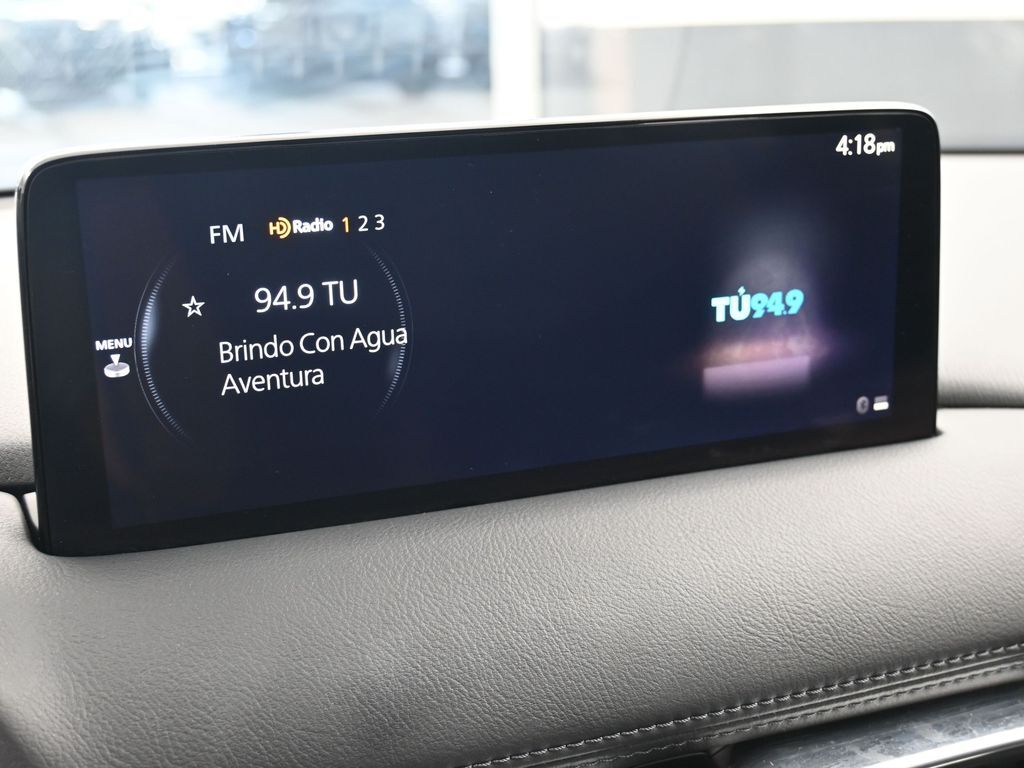 4:18pm
FM HD Radio 1 2 3
94.9 TU
MENU
Brindo Con Agua
Aventura
TÚ94.9